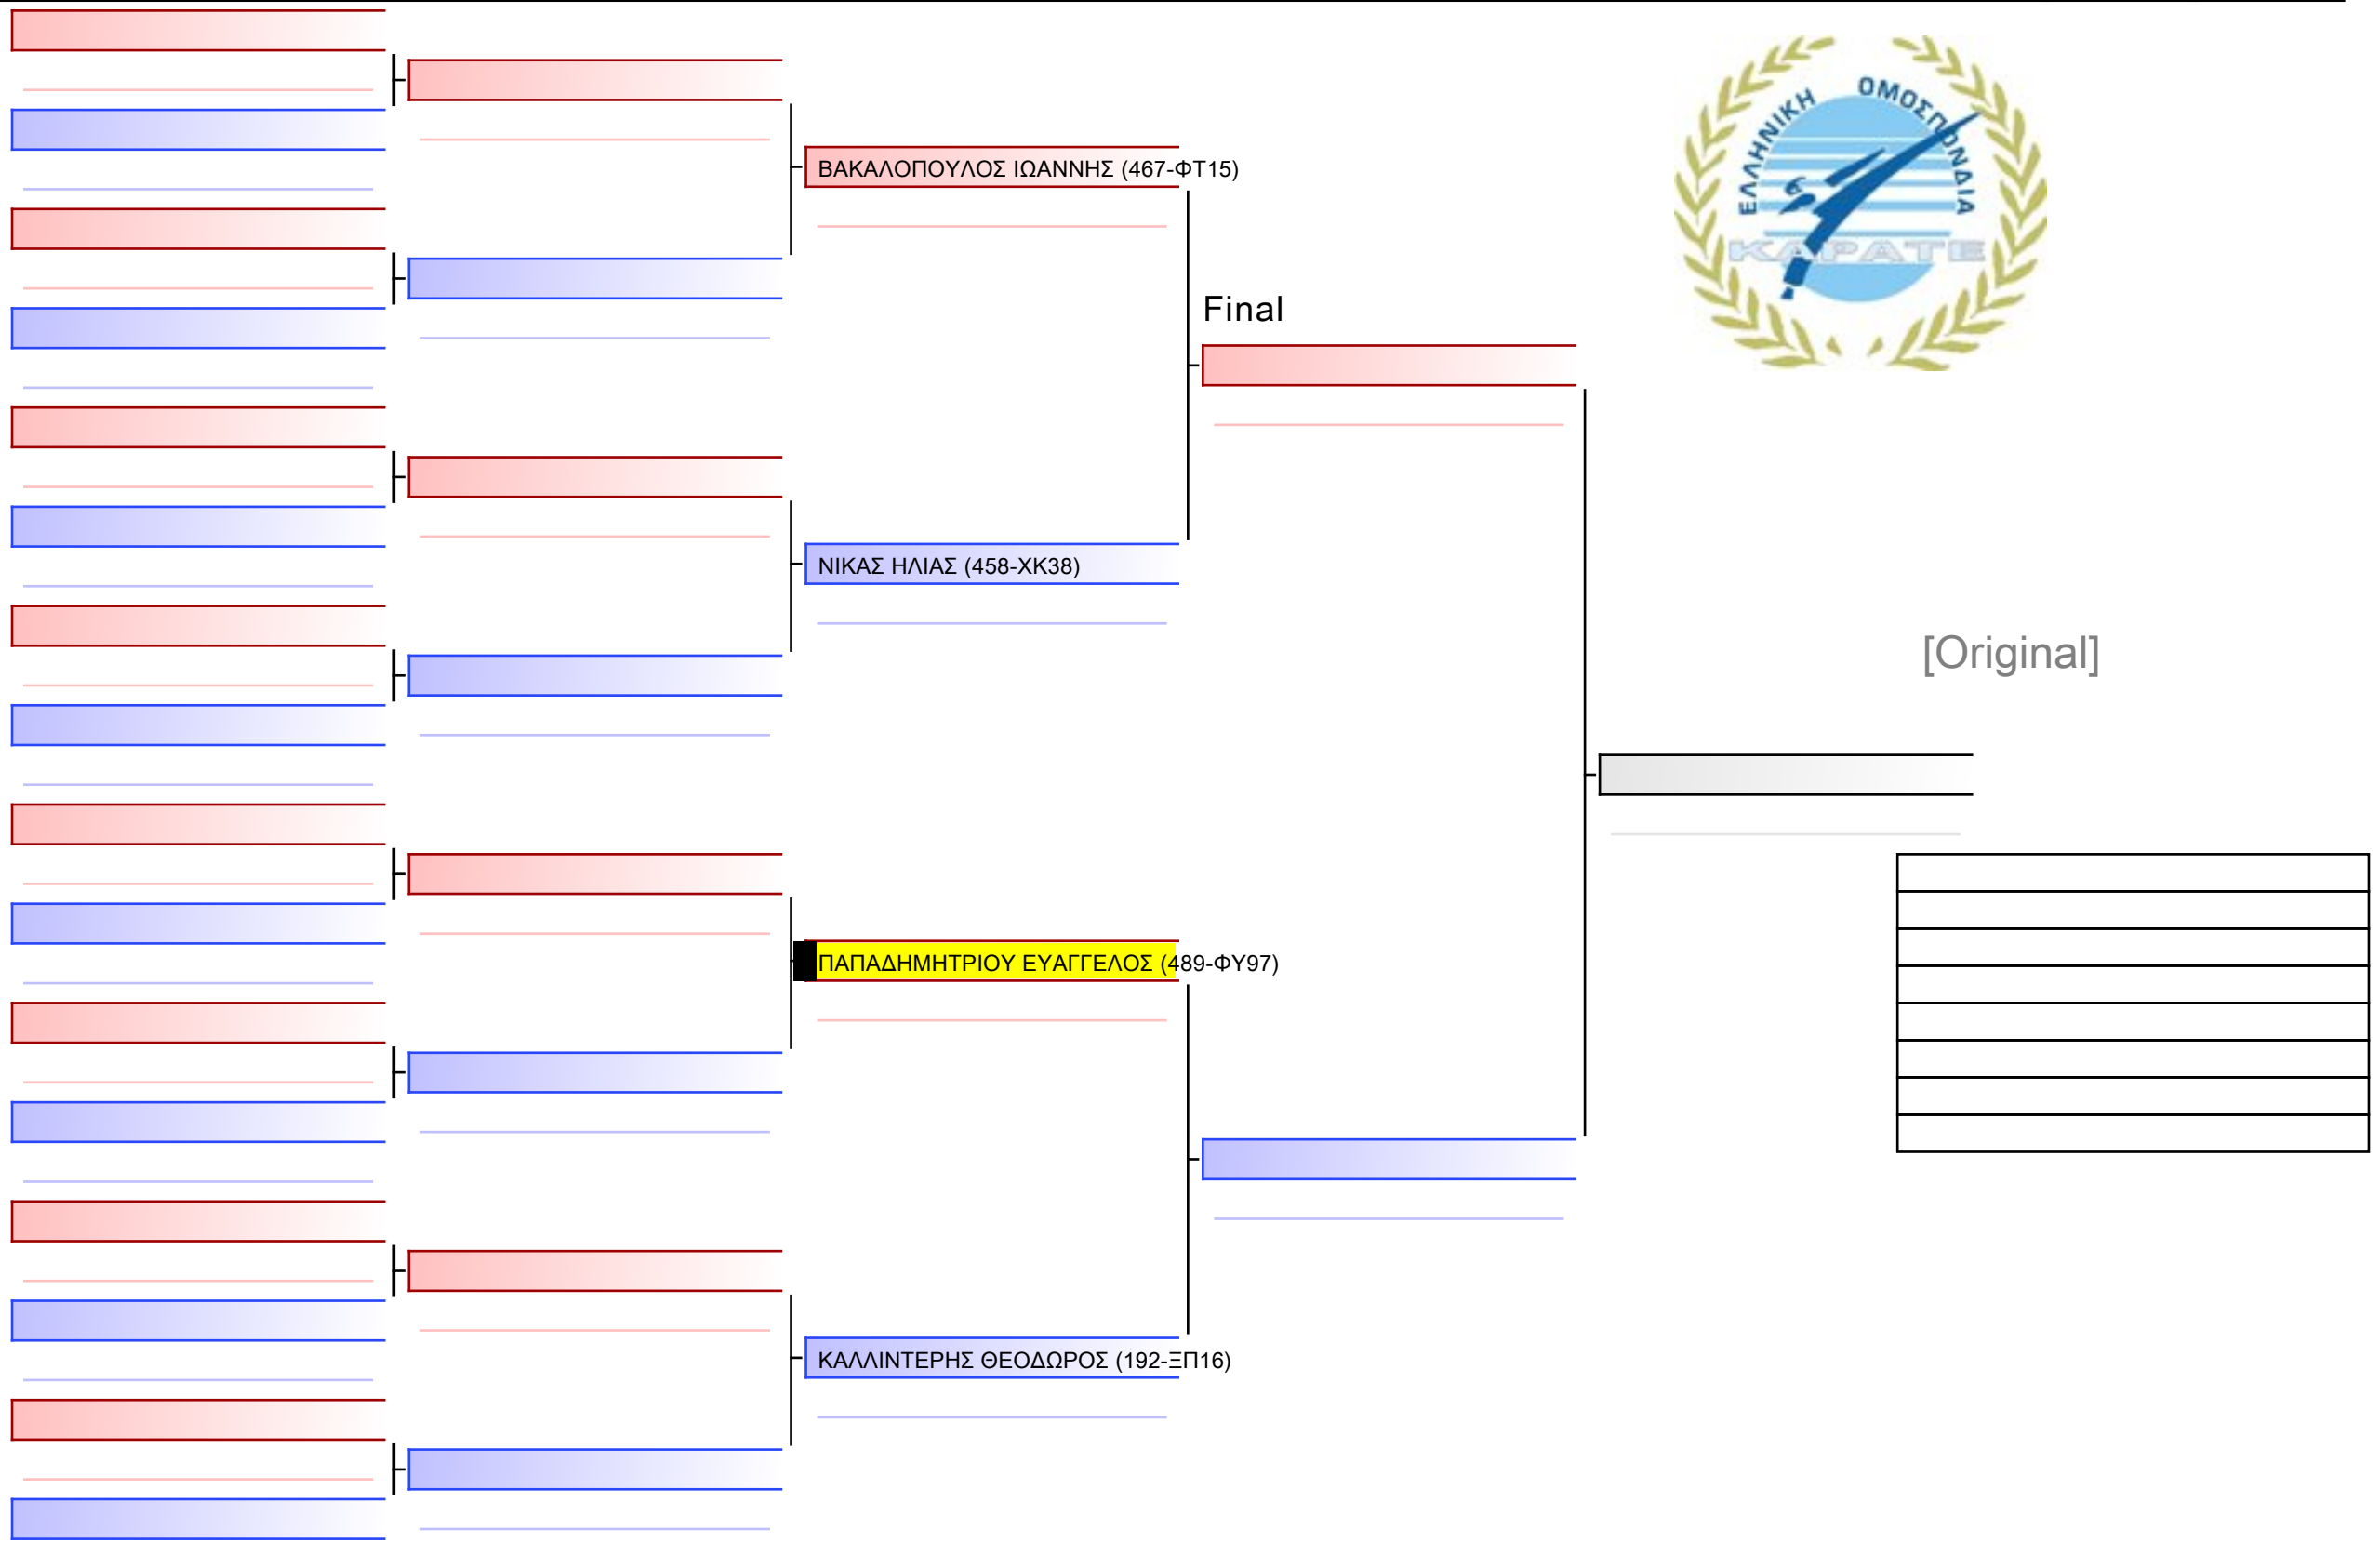 ΕΛΛΗΝΙΚΗ ΟΜΟΣΠΟΝΔΙΑ
ΚΑΡΑΤΕ
ΒΑΚΑΛΟΠΟΥΛΟΣ ΙΩΑΝΝΗΣ (467-ΦΤ15)
Final
ΝΙΚΑΣ ΗΛΙΑΣ (458-ΧΚ38)
[Original]
ΠΑΠΑΔΗΜΗΤΡΙΟΥ ΕΥΑΓΓΕΛΟΣ (489-ΦΥ97)
ΚΑΛΛΙΝΤΕΡΗΣ ΘΕΟΔΩΡΟΣ (192-ΞΠ16)